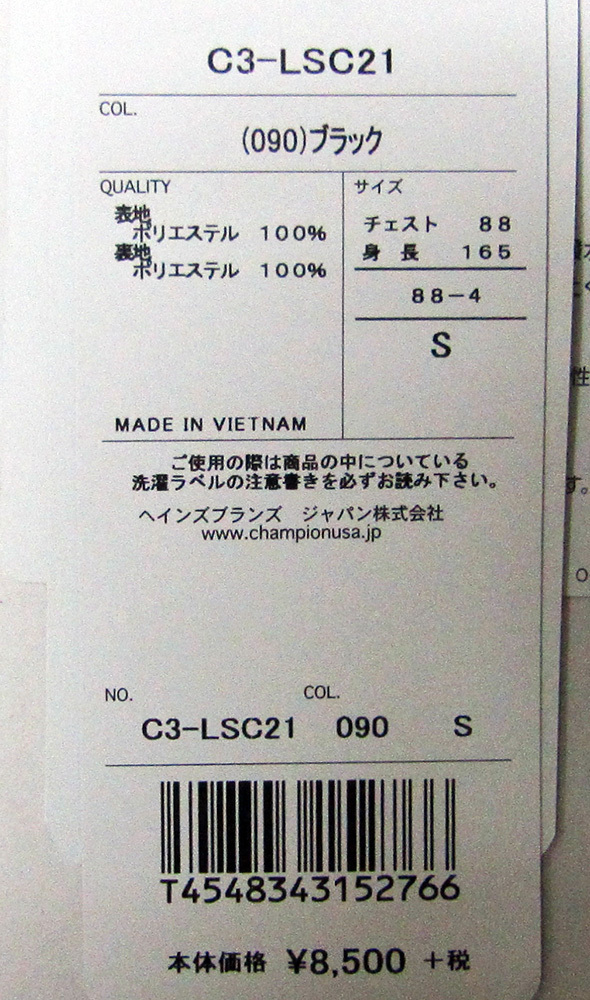 C3-LSC21
COL.
(090)ブラック
QUALITY
表地
ポリエステル 100%
裏地
ポリエステル 100%
サイズ
チェスト 88
身 長 165
88-4
S
MADE IN VIETNAM
ご使用の際は商品の中についている
洗濯ラベルの注意書きを必ずお読み下さい。
ヘインズブランズ ジャパン株式会社
www.championusa.jp
NO. COL.
C3-LSC21 090 S
T4548343152766
本体価格 ¥8,500 +税
性
す。